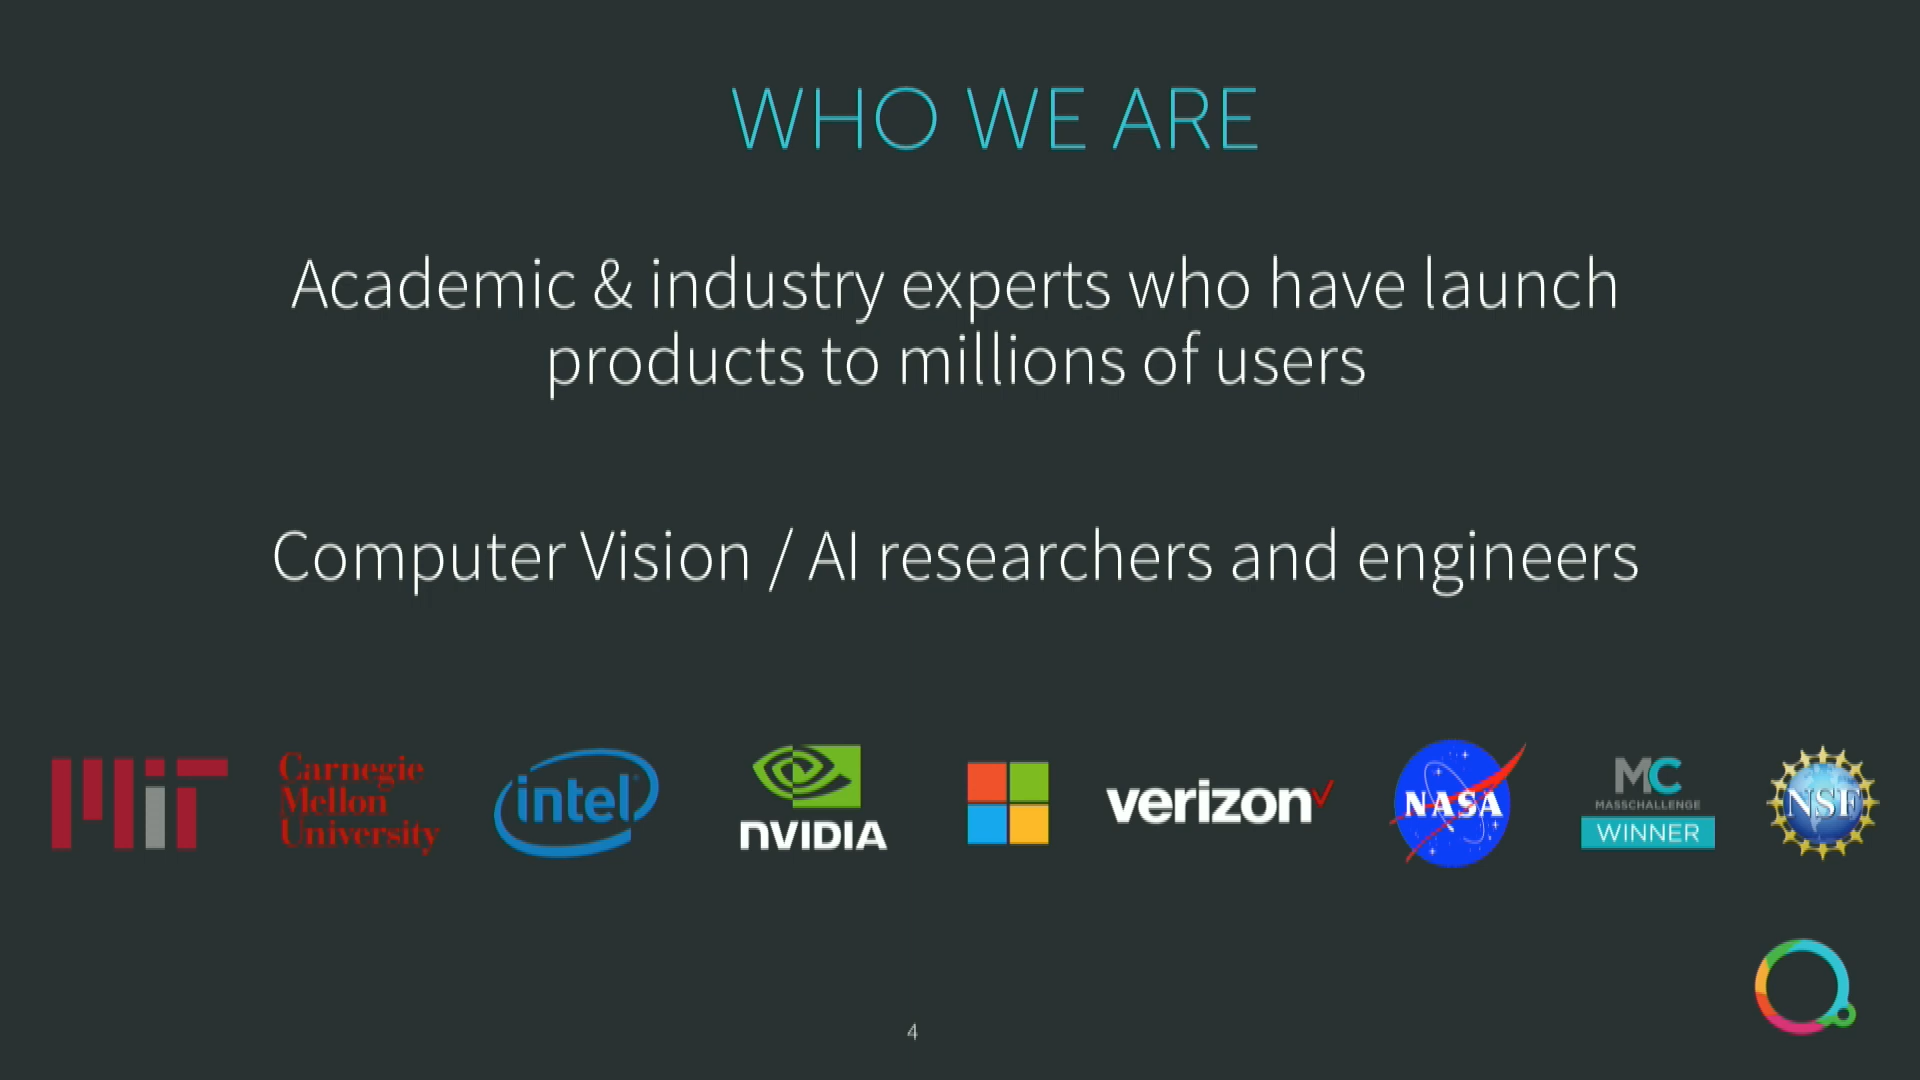 WHO WE ARE
Academic & industry experts who have launch
products to millions of users
Computer Vision / AI researchers and engineers
MIT
Carnegie
Mellon
University
intel
NVIDIA
verizon
NASA
MC
MASSCHALLENGE
WINNER
NSF
4